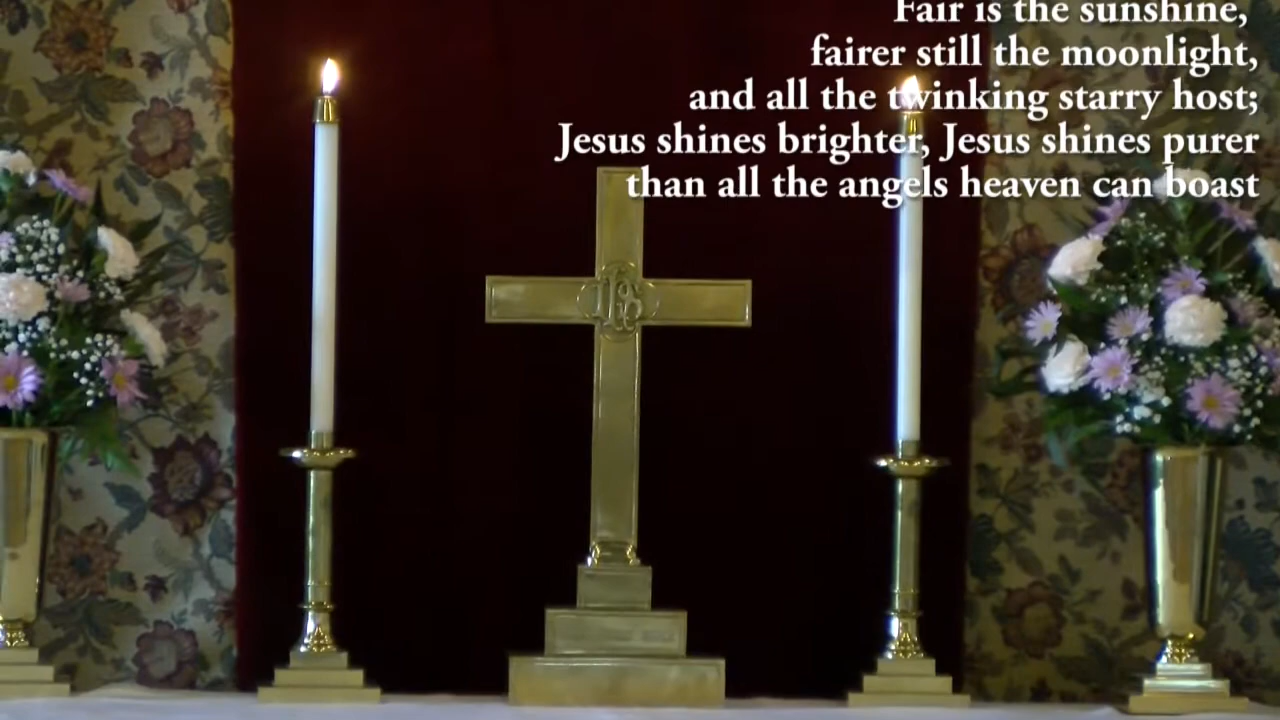 Fair is the sunshine,
fairer still the moonlight,
and all the twinking starry host;
Jesus shines brighter, Jesus shines purer
than all the angels heaven can boast
IHS